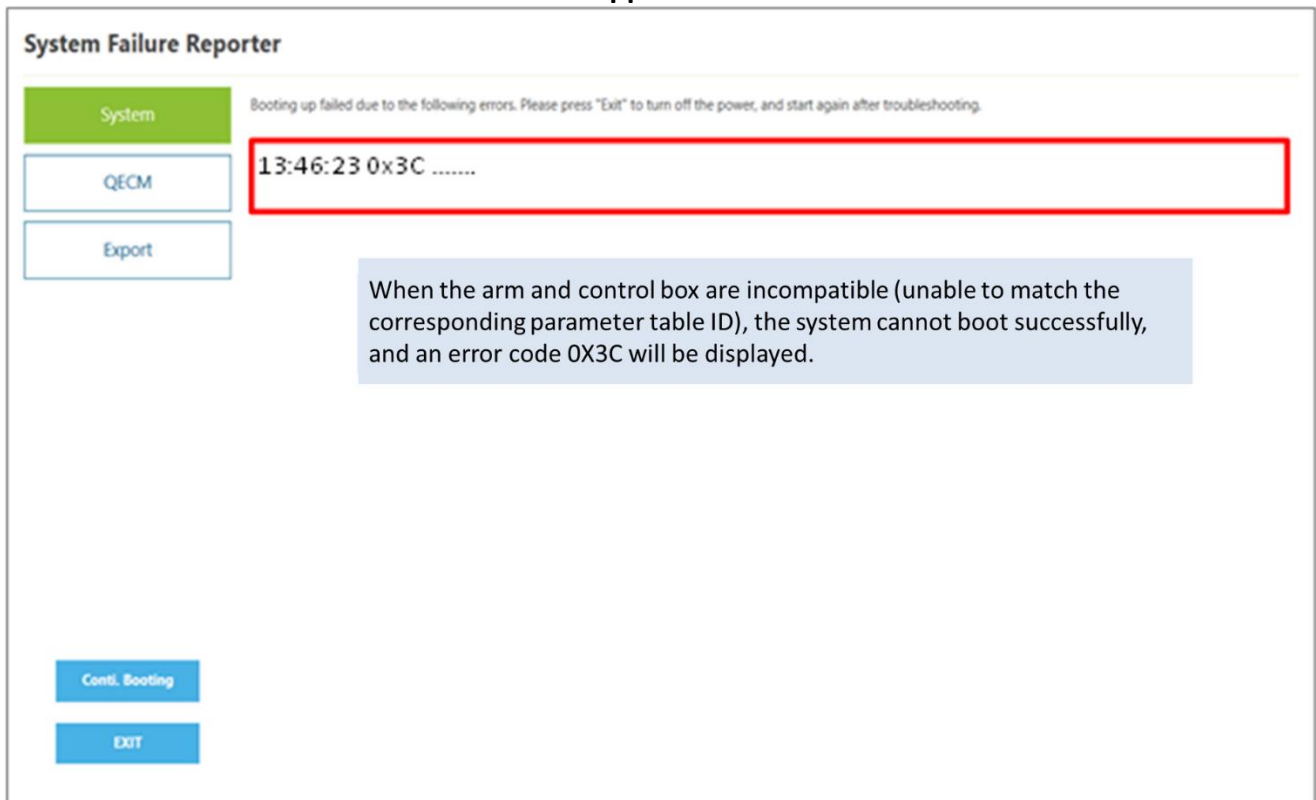 System Failure Reporter
System
Booting up failed due to the following errors. Please press "Exit" to turn off the power, and start again after troubleshooting.
13:46:23 0x3C .......
QECM
Export
When the arm and control box are incompatible (unable to match the
corresponding parameter table ID), the system cannot boot successfully,
and an error code 0X3C will be displayed.
Conti. Booting
EXIT